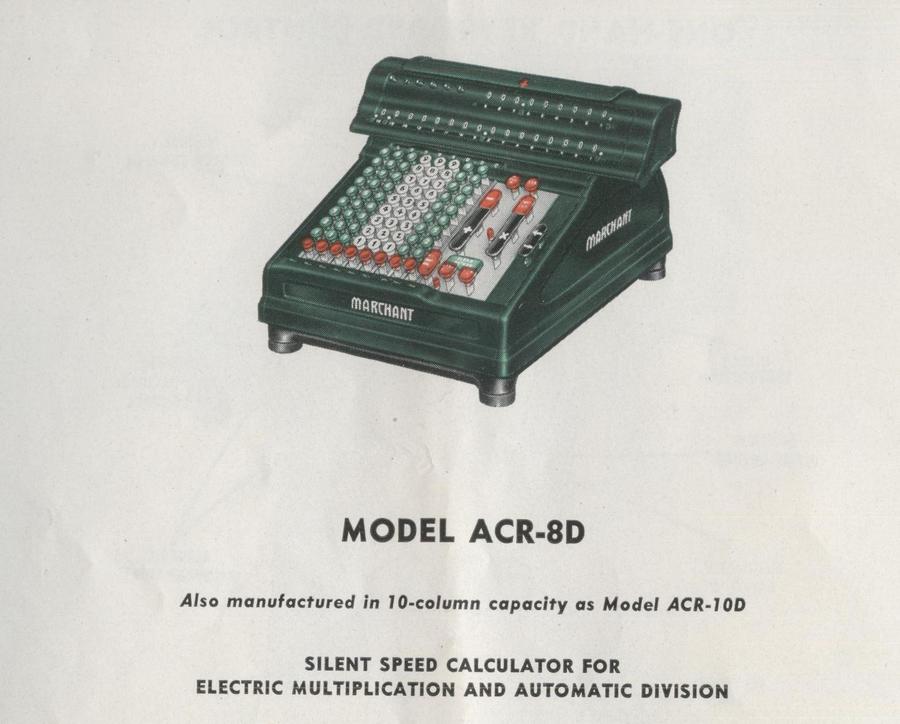 MARCHANT
MARCHANT
MODEL ACR-8D
Also manufactured in 10-column capacity as Model ACR-10D
SILENT SPEED CALCULATOR FOR
ELECTRIC MULTIPLICATION AND AUTOMATIC DIVISION